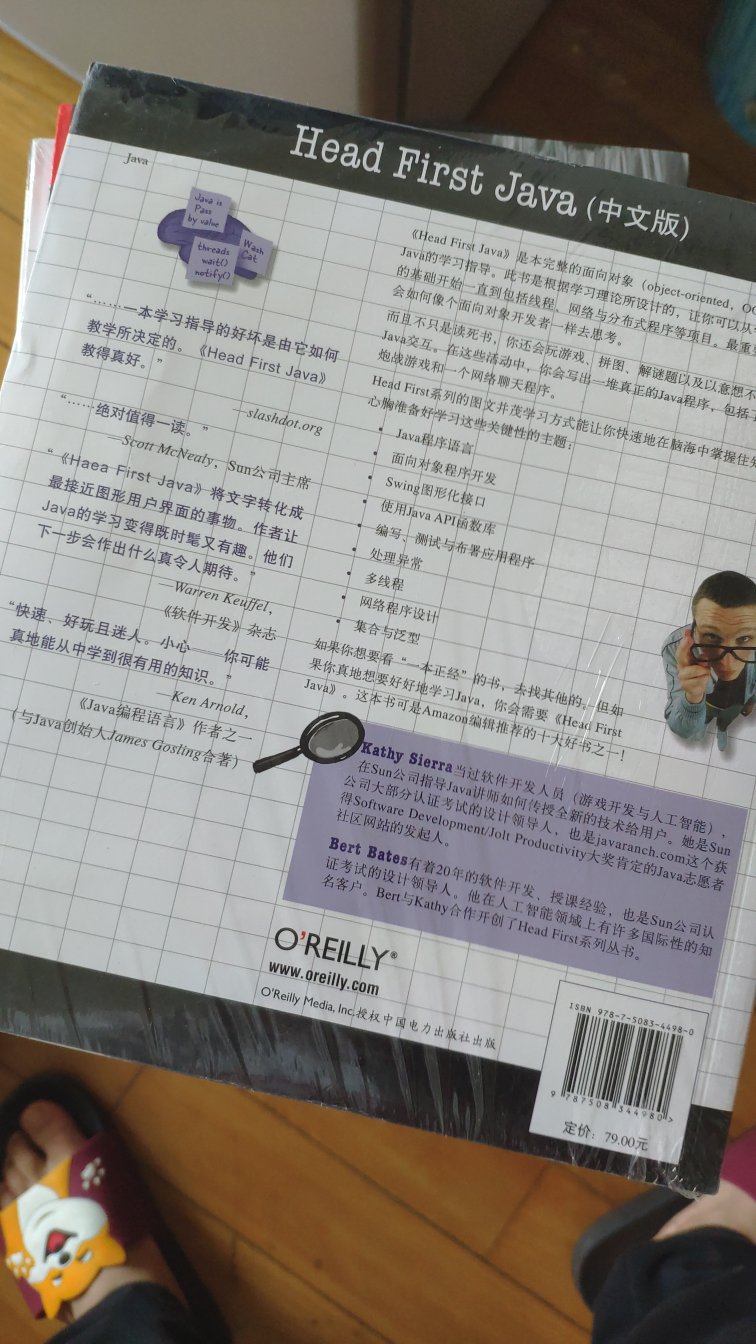 Head First Java (中文版)
Java
Java is
Pass
by value
threads
wait()
notify()
Wash
Cat
“……一本学习指导的好坏是由它如何
教学所决定的。《Head First Java》
教得真好。”
—slashdot.org
“……绝对值得一读。”
—Scott McNealy, Sun公司主席
“《Haea First Java》将文字转化成
最接近图形用户界面的事物。作者让
Java的学习变得既时髦又有趣。他们
下一步会作出什么真令人期待。”
—Warren Keuffel,
《软件开发》杂志
“快速、好玩且迷人。小心——你可能
真地能从中学到很有用的知识。”
—Ken Arnold,
《Java编程语言》作者之一
（与Java创始人James Gosling合著）
《Head First Java》是本完整的面向对象（object-oriented，OO
Java的学习指导。此书是根据学习理论所设计的，让你可以从
的基础开始一直到包括线程、网络与分布式程序等项目。最重
会如何像个面向对象开发者一样去思考。
而且不只是读死书，你还会玩游戏、拼图、解谜题以及以意想不
Java交互。在这些活动中，你会写出一堆真正的Java程序，包括
炮战游戏和一个网络聊天程序。
Head First系列的图文并茂学习方式能让你快速地在脑海中掌握住
心胸准备好学习这些关键性的主题：
• Java程序语言
• 面向对象程序开发
• Swing图形化接口
• 使用Java API函数库
• 编写、测试与布署应用程序
• 处理异常
• 多线程
• 网络程序设计
• 集合与泛型
如果你想要看“一本正经”的书，去找其他的。但如
果你真地想要好好地学习Java，你会需要《Head First
Java》。这本书可是Amazon编辑推荐的十大好书之一！
Kathy Sierra当过软件开发人员（游戏开发与人工智能），
在Sun公司指导Java讲师如何传授全新的技术给用户。她是Sun
公司大部分认证考试的设计领导人，也是javaranch.com这个获
得Software Development/Jolt Productivity大奖肯定的Java志愿者
社区网站的发起人。
Bert Bates有着20年的软件开发、授课经验，也是Sun公司认
证考试的设计领导人。他在人工智能领域上有许多国际性的知
名客户。Bert与Kathy合作开创了Head First系列丛书。
O'REILLY®
www.oreilly.com
O'Reilly Media, Inc.授权中国电力出版社出版
ISBN 978-7-5083-4498-0
9 787508 344980 >
定价：79.00元